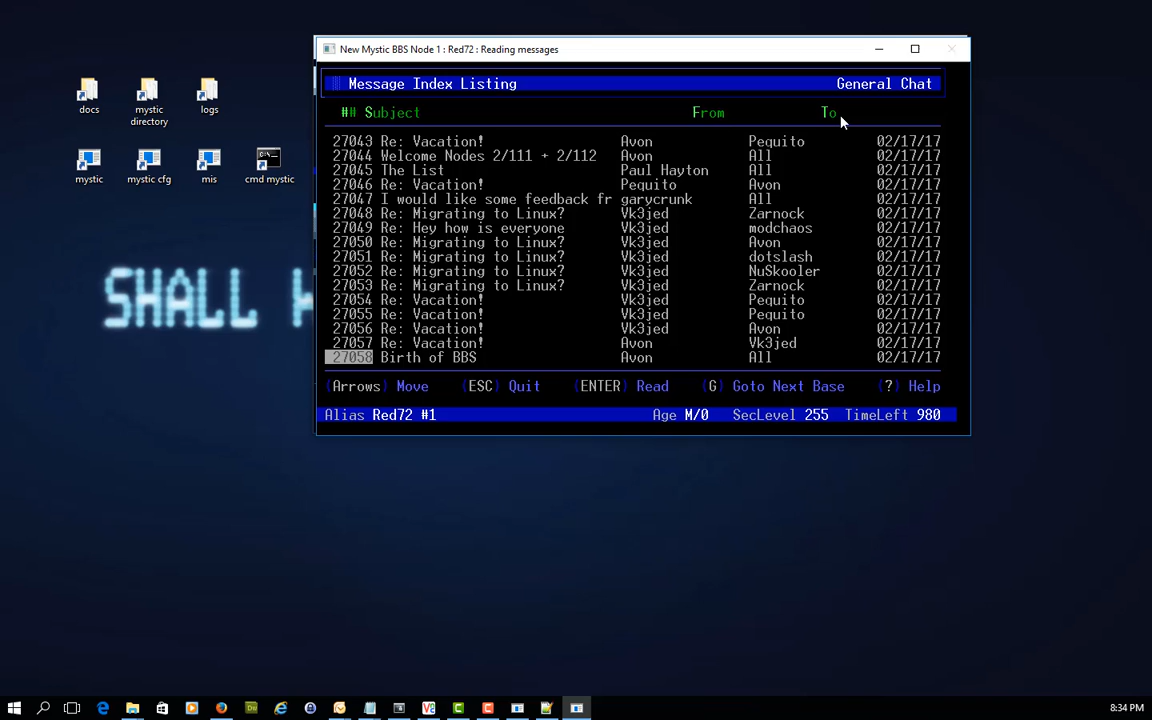 New Mystic BBS Node 1 : Red72 : Reading messages
docs
mystic directory
logs
mystic
mystic cfg
mis
cmd mystic
SHALL
Message Index Listing General Chat
## Subject From To
27043 Re: Vacation! Avon Pequito 02/17/17
27044 Welcome Nodes 2/111 + 2/112 Avon All 02/17/17
27045 The List Paul Hayton All 02/17/17
27046 Re: Vacation! Pequito Avon 02/17/17
27047 I would like some feedback fr garycrunk All 02/17/17
27048 Re: Migrating to Linux? Vk3jed Zarnock 02/17/17
27049 Re: Hey how is everyone Vk3jed modchaos 02/17/17
27050 Re: Migrating to Linux? Vk3jed Avon 02/17/17
27051 Re: Migrating to Linux? Vk3jed dotslash 02/17/17
27052 Re: Migrating to Linux? Vk3jed NuSkooler 02/17/17
27053 Re: Migrating to Linux? Vk3jed Zarnock 02/17/17
27054 Re: Vacation! Vk3jed Pequito 02/17/17
27055 Re: Vacation! Vk3jed Pequito 02/17/17
27056 Re: Vacation! Vk3jed Avon 02/17/17
27057 Re: Vacation! Avon Vk3jed 02/17/17
27058 Birth of BBS Avon All 02/17/17
(Arrows) Move (ESC) Quit (ENTER) Read (G) Goto Next Base (?) Help
Alias Red72 #1 Age M/0 SecLevel 255 TimeLeft 980
8:34 PM